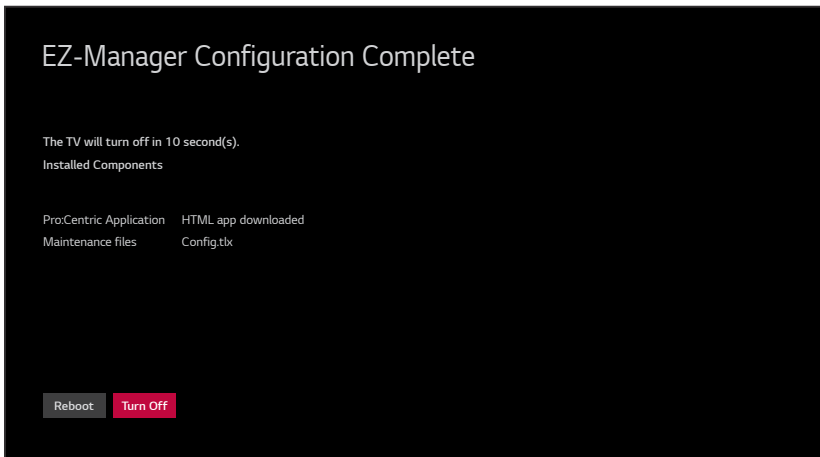 EZ-Manager Configuration Complete
The TV will turn off in 10 second(s).
Installed Components
Pro:Centric Application HTML app downloaded
Maintenance files Config.tlx
Reboot Turn Off